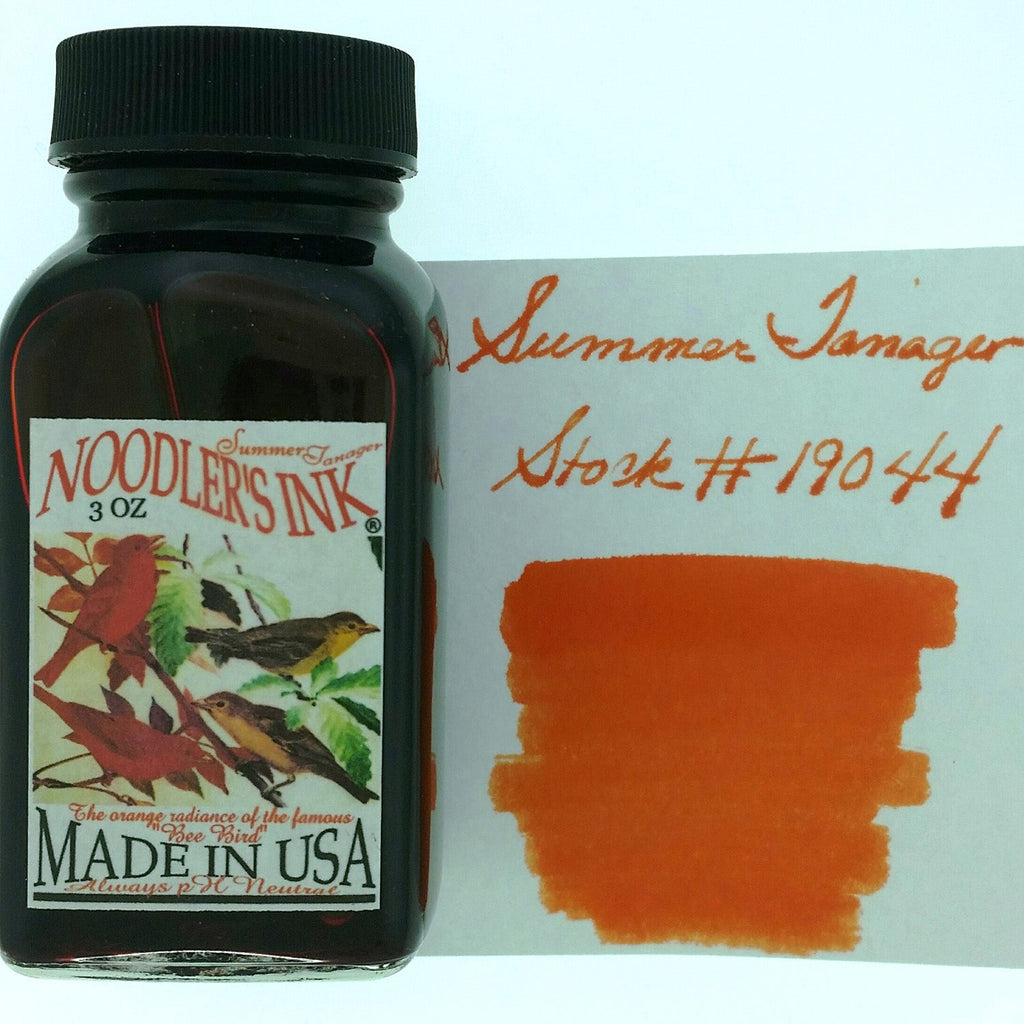 Summer Tanager
NOODLER'S INK®
3 OZ
The orange radiance of the famous
"Bee Bird"
MADE IN USA
Always pH Neutral
Summer Tanager
Stock # 19044